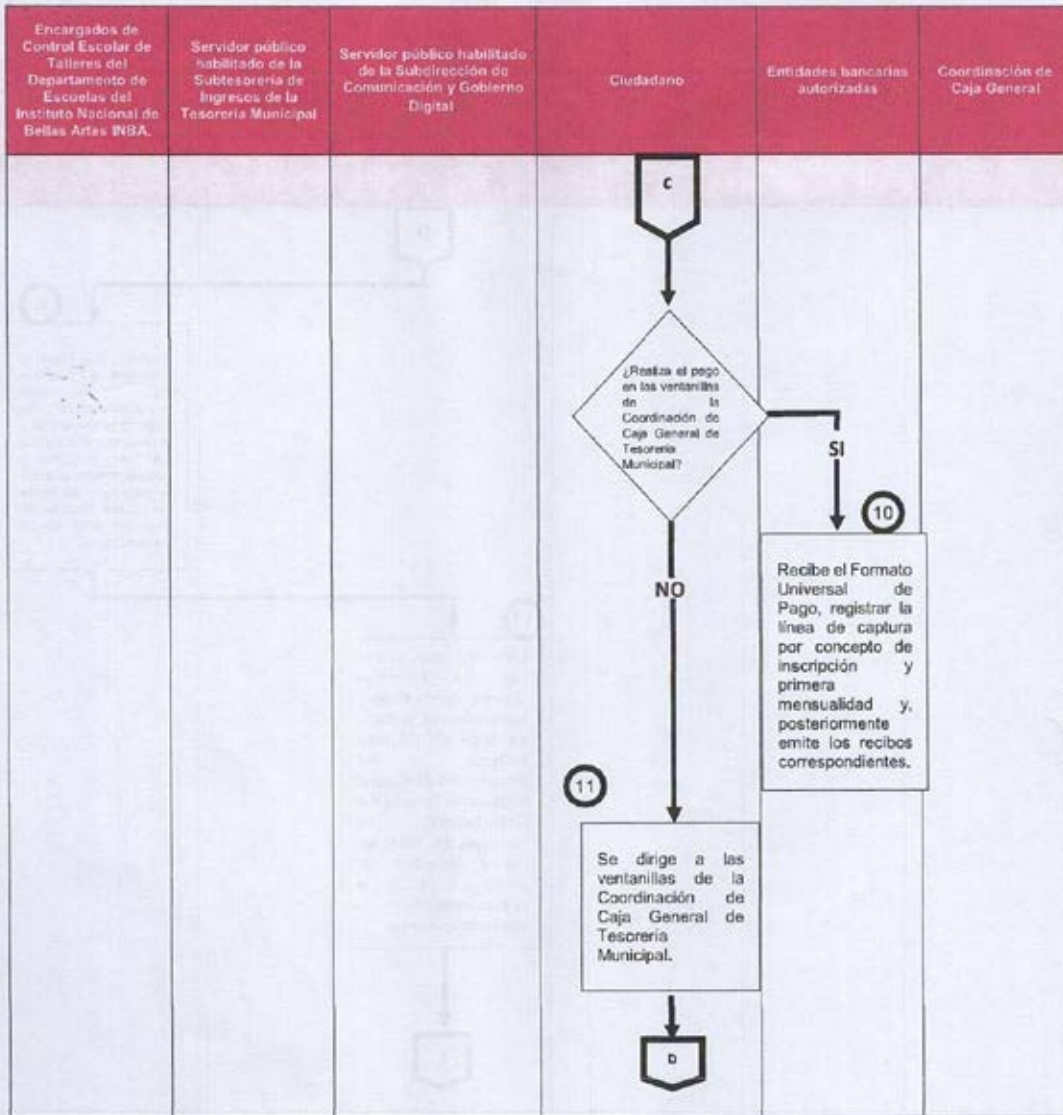 Encargados de
Control Escolar de
Talleres del
Departamento de
Escuelas del
Instituto Nacional de
Bellas Artes INBA.
Servidor público
habilitado de la
Subtesorería de
Ingresos de la
Tesorería Municipal
Servidor público habilitado
de la Subdirección de
Comunicación y Gobierno
Digital
Ciudadano
Entidades bancarias
autorizadas
Coordinación de
Caja General
C
¿Realiza el pago
en las ventanillas
de la
Coordinación de
Caja General de
Tesorería
Municipal?
SI
10
Recibe el Formato
Universal de
Pago, registrar la
línea de captura
por concepto de
inscripción y
primera
mensualidad y,
posteriormente
emite los recibos
correspondientes.
NO
11
Se dirige a las
ventanillas de la
Coordinación de
Caja General de
Tesorería
Municipal.
D